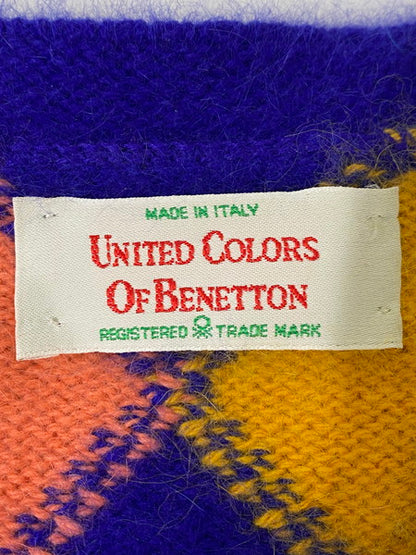 MADE IN ITALY
UNITED COLORS
OF BENETTON
REGISTERED TRADE MARK